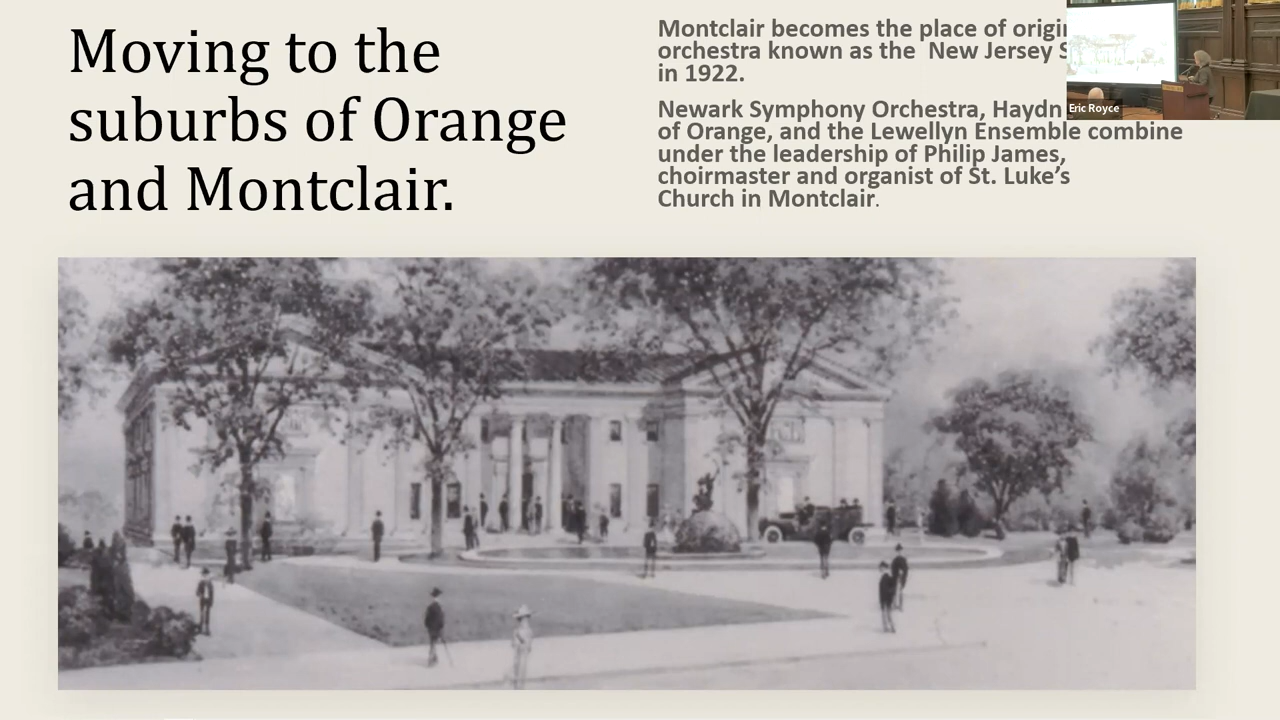 Moving to the
suburbs of Orange
and Montclair.
Montclair becomes the place of
orchestra known as the New Jersey
in 1922.
Newark Symphony Orchestra, Haydn
of Orange, and the Lewellyn Ensemble combine
under the leadership of Philip James,
choirmaster and organist of St. Luke's
Church in Montclair.
Eric Royce